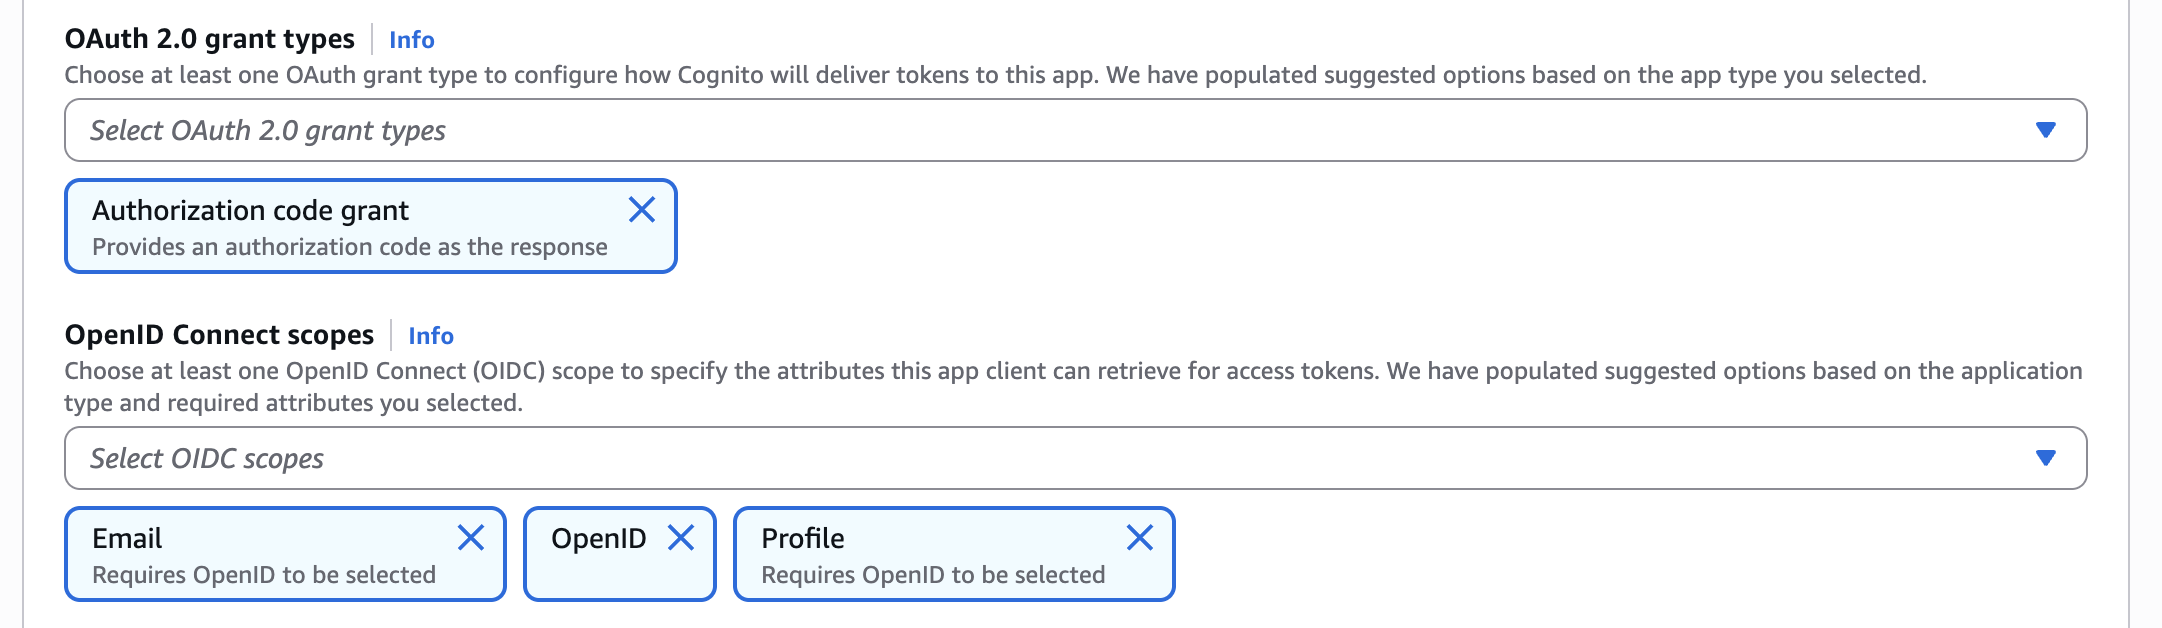 OAuth 2.0 grant types Info
Choose at least one OAuth grant type to configure how Cognito will deliver tokens to this app. We have populated suggested options based on the app type you selected.
Select OAuth 2.0 grant types
Authorization code grant
Provides an authorization code as the response
OpenID Connect scopes Info
Choose at least one OpenID Connect (OIDC) scope to specify the attributes this app client can retrieve for access tokens. We have populated suggested options based on the application
type and required attributes you selected.
Select OIDC scopes
Email
Requires OpenID to be selected
OpenID
Profile
Requires OpenID to be selected